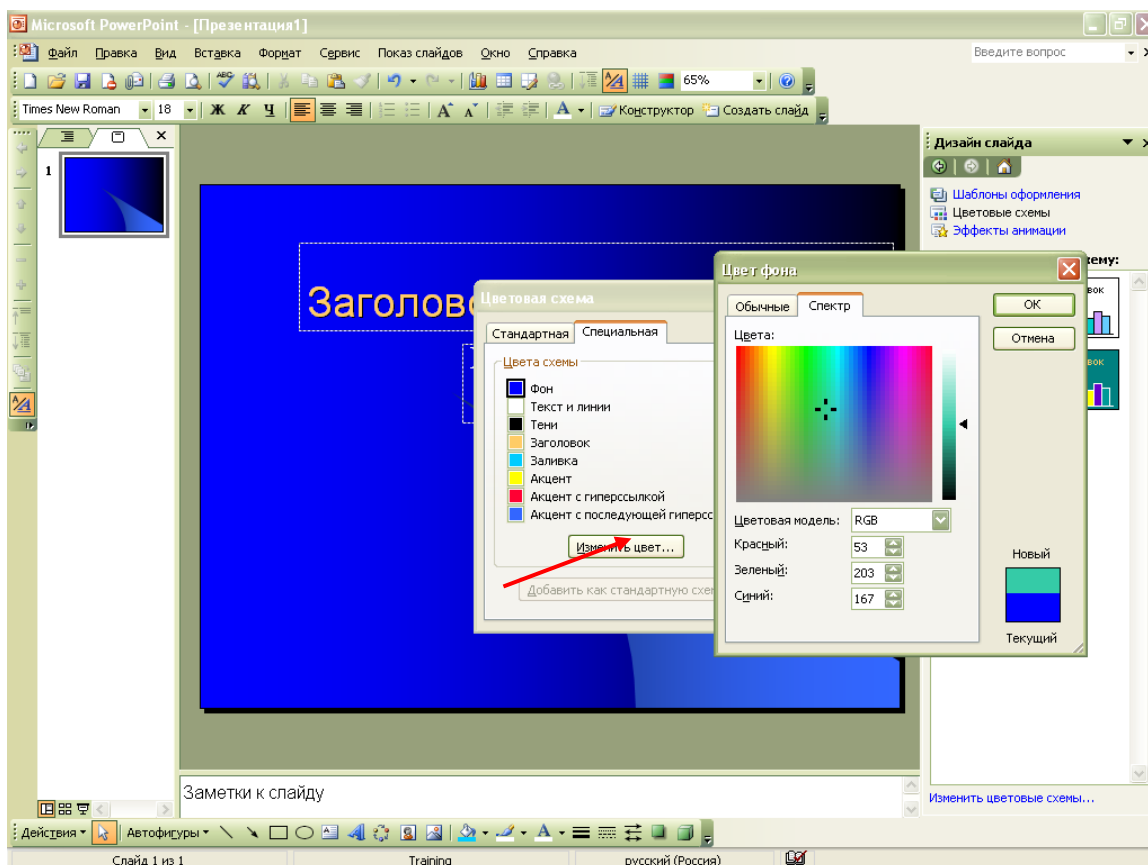 Microsoft PowerPoint - [Презентация1]
Файл Правка Вид Вставка Формат Сервис Показ слайдов Окно Справка Введите вопрос
65%
Times New Roman 18 Ж К Ч Конструктор Создать слайд
1
Заголово
Дизайн слайда
Шаблоны оформления
Цветовые схемы
Эффекты анимации
ему:
вок
вок
Цветовая схема
Стандартная Специальная
Цвета схемы
Фон
Текст и линии
Тени
Заголовок
Заливка
Акцент
Акцент с гиперссылкой
Акцент с последующей гиперсс
Изменить цвет...
Добавить как стандартную схем
Цвет фона
Обычные Спектр
ОК
Отмена
Цвета:
Цветовая модель: RGB
Красный: 53
Зеленый: 203
Синий: 167
Новый
Текущий
Заметки к слайду
Изменить цветовые схемы...
Действия Автофигуры
Слайд 1 из 1 Training русский (Россия)